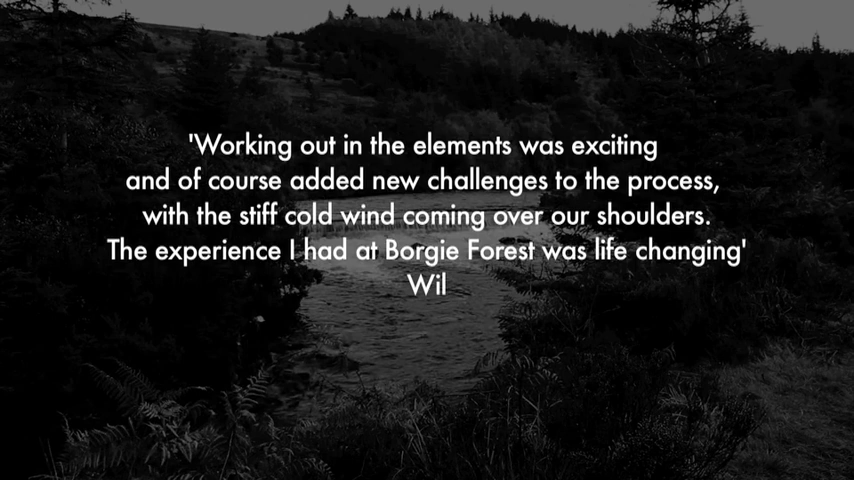 'Working out in the elements was exciting
and of course added new challenges to the process,
with the stiff cold wind coming over our shoulders.
The experience I had at Borgie Forest was life changing'
Wil